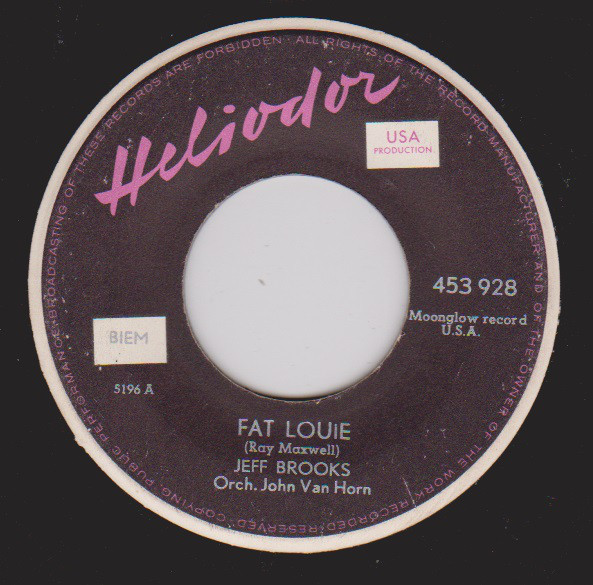 Heliodor
USA
PRODUCTION
453 928
Moonglow record
U.S.A.
BIEM
5196 A
FAT LOUIE
(Ray Maxwell)
JEFF BROOKS
Orch. John Van Horn
ALL RIGHTS OF THE RECORD MANUFACTURER AND OF THE OWNER OF THE WORK RECORDED RESERVED. COPYING, PUBLIC PERFORMANCE, BROADCASTING OF THESE RECORDS ARE FORBIDDEN